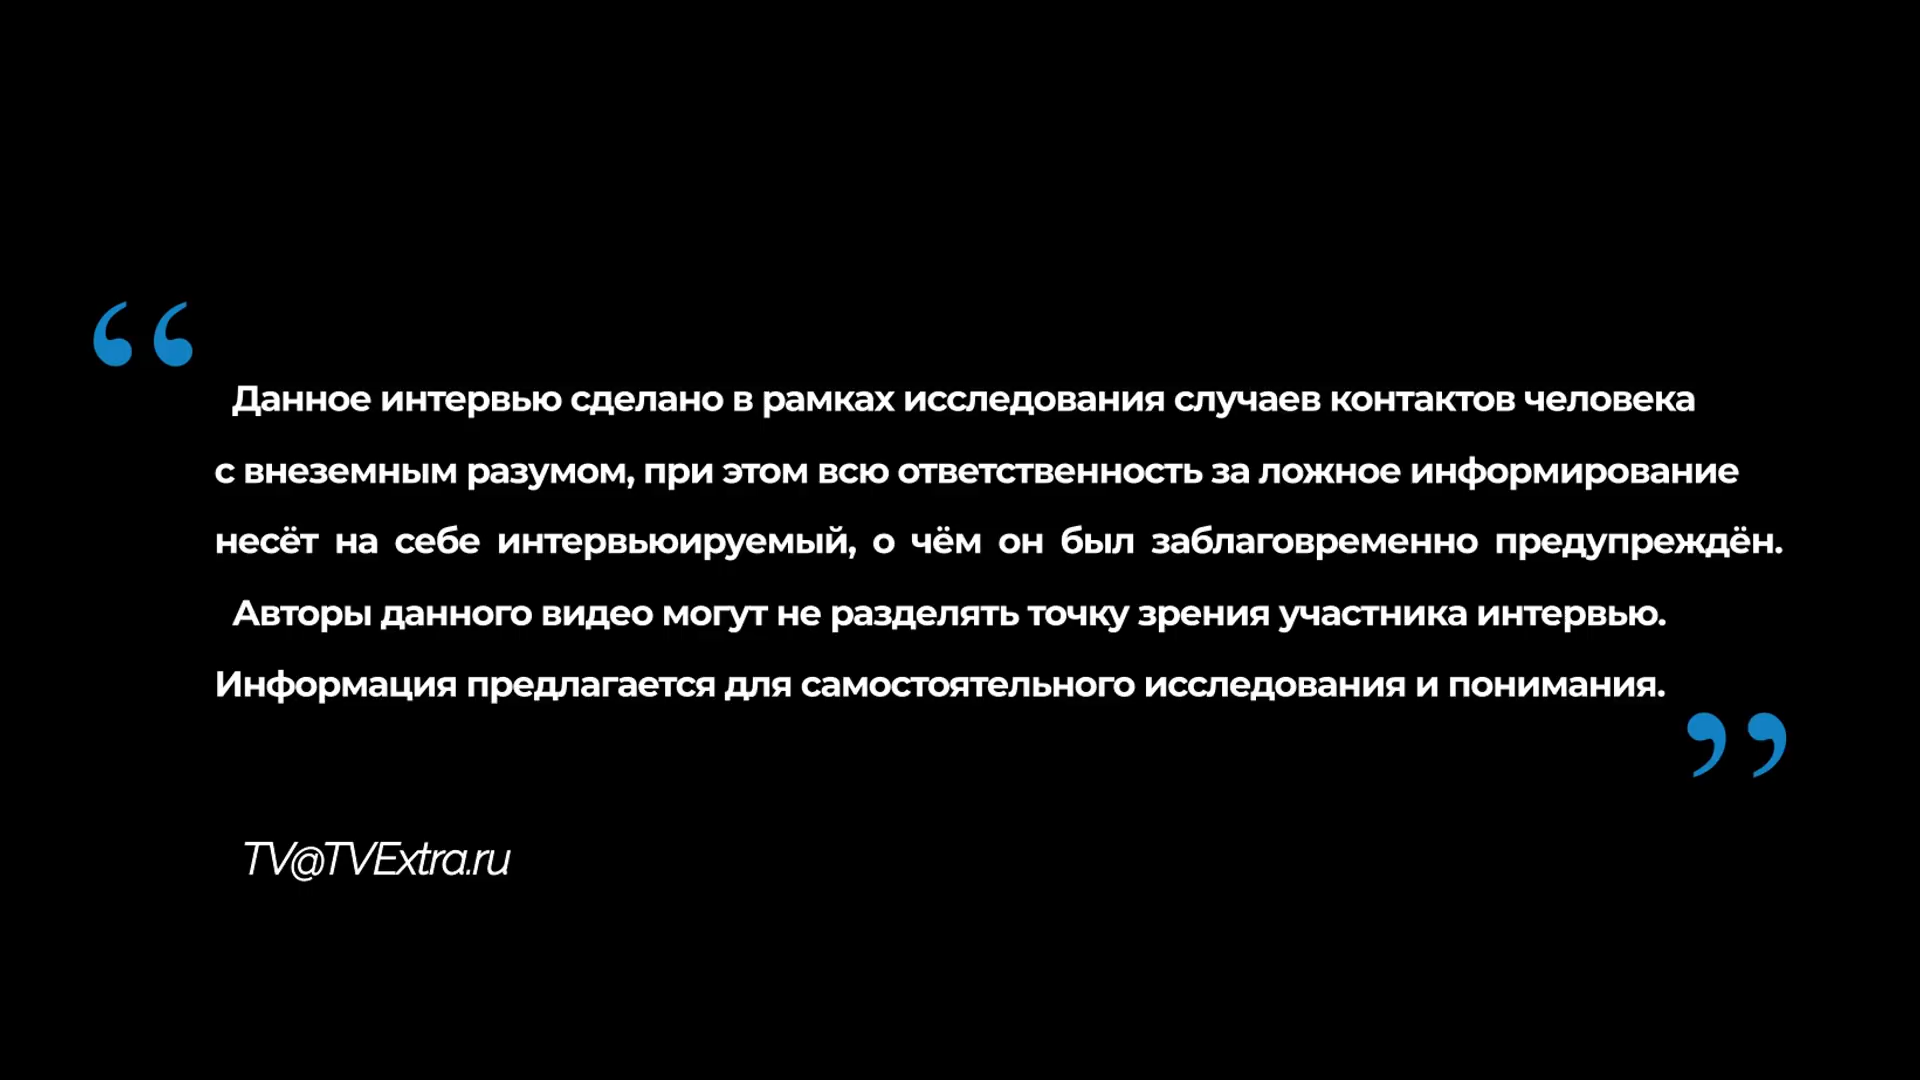 “
Данное интервью сделано в рамках исследования случаев контактов человека
с внеземным разумом, при этом всю ответственность за ложное информирование
несёт на себе интервьюируемый, о чём он был заблаговременно предупреждён.
Авторы данного видео могут не разделять точку зрения участника интервью.
Информация предлагается для самостоятельного исследования и понимания.
”
TV@TVExtra.ru